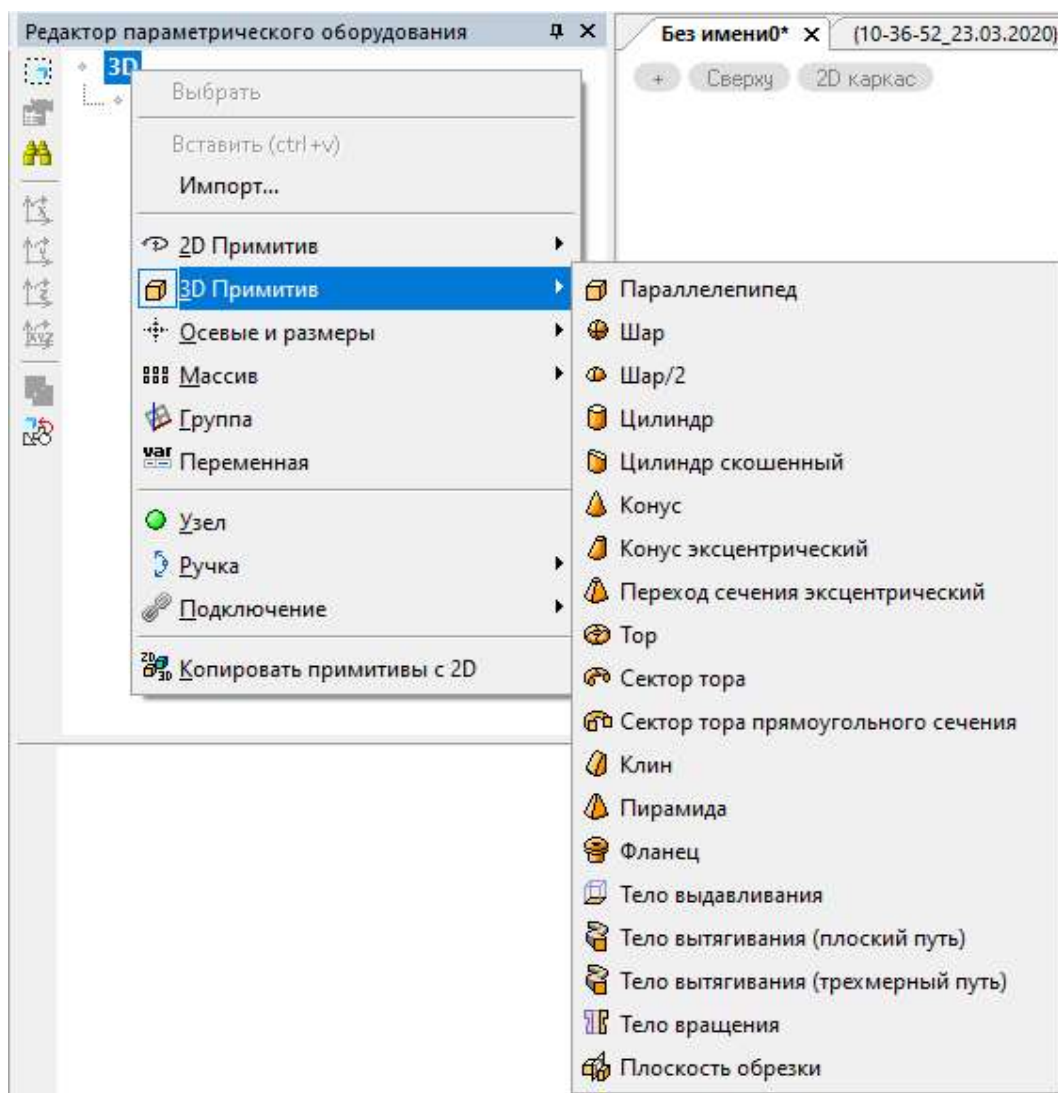 Редактор параметрического оборудования
Без имени0*
(10-36-52_23.03.2020)
3D
+
Сверху
2D каркас
Выбрать
Вставить (ctrl+v)
Импорт...
2D Примитив
3D Примитив
Осевые и размеры
Массив
Группа
var Переменная
Узел
Ручка
Подключение
Копировать примитивы с 2D
Параллелепипед
Шар
Шар/2
Цилиндр
Цилиндр скошенный
Конус
Конус эксцентрический
Переход сечения эксцентрический
Тор
Сектор тора
Сектор тора прямоугольного сечения
Клин
Пирамида
Фланец
Тело выдавливания
Тело вытягивания (плоский путь)
Тело вытягивания (трехмерный путь)
Тело вращения
Плоскость обрезки